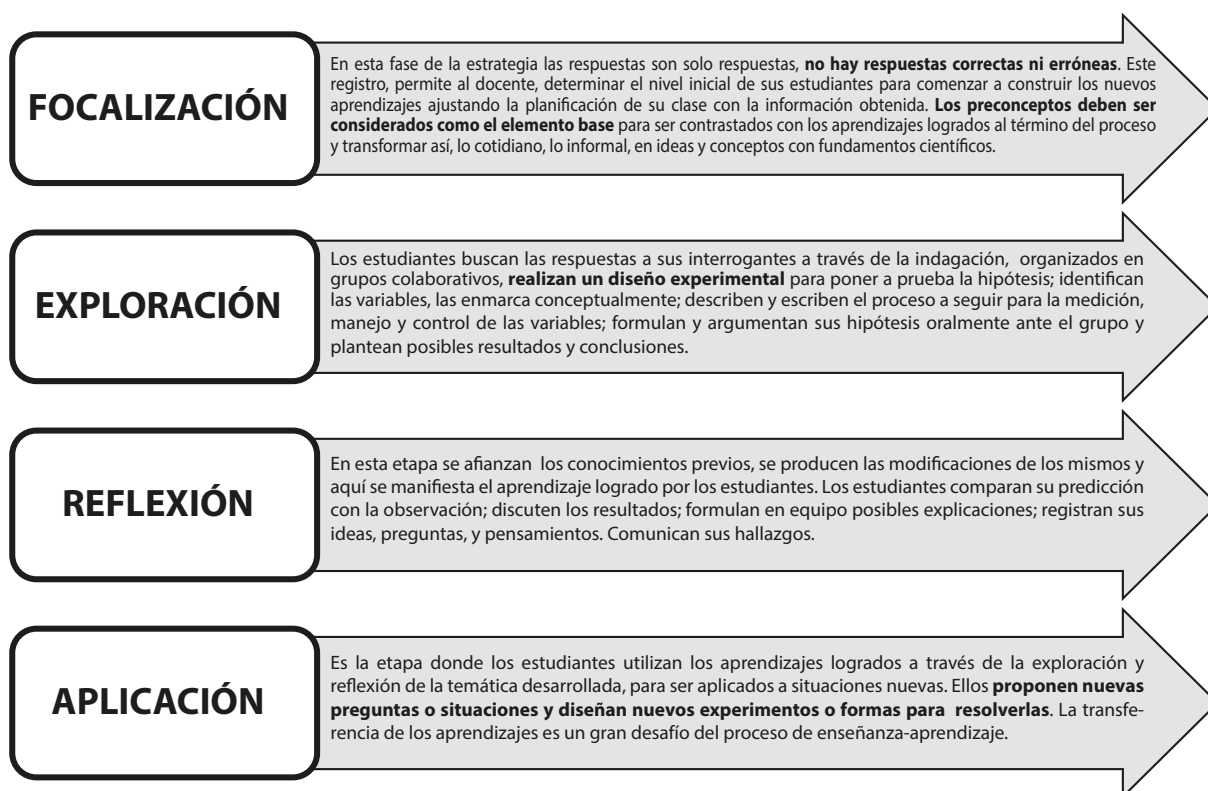 FOCALIZACIÓN
En esta fase de la estrategia las respuestas son solo respuestas, no hay respuestas correctas ni erróneas. Este
registro, permite al docente, determinar el nivel inicial de sus estudiantes para comenzar a construir los nuevos
aprendizajes ajustando la planificación de su clase con la información obtenida. Los preconceptos deben ser
considerados como el elemento base para ser contrastados con los aprendizajes logrados al término del proceso
y transformar así, lo cotidiano, lo informal, en ideas y conceptos con fundamentos científicos.
EXPLORACIÓN
Los estudiantes buscan las respuestas a sus interrogantes a través de la indagación, organizados en
grupos colaborativos, realizan un diseño experimental para poner a prueba la hipótesis; identifican
las variables, las enmarca conceptualmente; describen y escriben el proceso a seguir para la medición,
manejo y control de las variables; formulan y argumentan sus hipótesis oralmente ante el grupo y
plantean posibles resultados y conclusiones.
REFLEXIÓN
En esta etapa se afianzan los conocimientos previos, se producen las modificaciones de los mismos y
aquí se manifiesta el aprendizaje logrado por los estudiantes. Los estudiantes comparan su predicción
con la observación; discuten los resultados; formulan en equipo posibles explicaciones; registran sus
ideas, preguntas, y pensamientos. Comunican sus hallazgos.
APLICACIÓN
Es la etapa donde los estudiantes utilizan los aprendizajes logrados a través de la exploración y
reflexión de la temática desarrollada, para ser aplicados a situaciones nuevas. Ellos proponen nuevas
preguntas o situaciones y diseñan nuevos experimentos o formas para resolverlas. La transfe-
rencia de los aprendizajes es un gran desafío del proceso de enseñanza-aprendizaje.